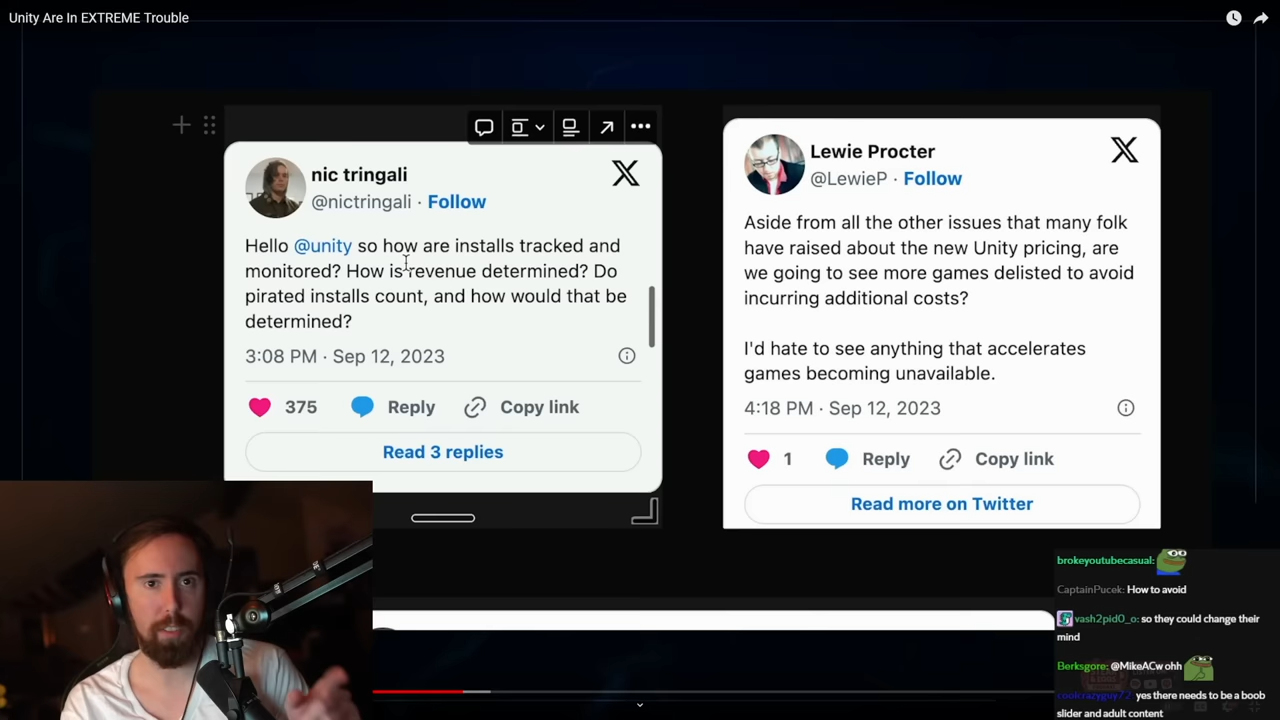 Unity Are In EXTREME Trouble
nic tringali
@nictringali · Follow
Hello @unity so how are installs tracked and
monitored? How is revenue determined? Do
pirated installs count, and how would that be
determined?
3:08 PM · Sep 12, 2023
375 Reply Copy link
Read 3 replies
Lewie Procter
@LewieP · Follow
Aside from all the other issues that many folk
have raised about the new Unity pricing, are
we going to see more games delisted to avoid
incurring additional costs?
I'd hate to see anything that accelerates
games becoming unavailable.
4:18 PM · Sep 12, 2023
1 Reply Copy link
Read more on Twitter
brokeyoutubecasual:
CaptainPucek: How to avoid
vash2pid0_o: so they could change their
mind
Berksgore: @MikeACw ohh
coolcrazyguy72: yes there needs to be a boob
slider and adult content